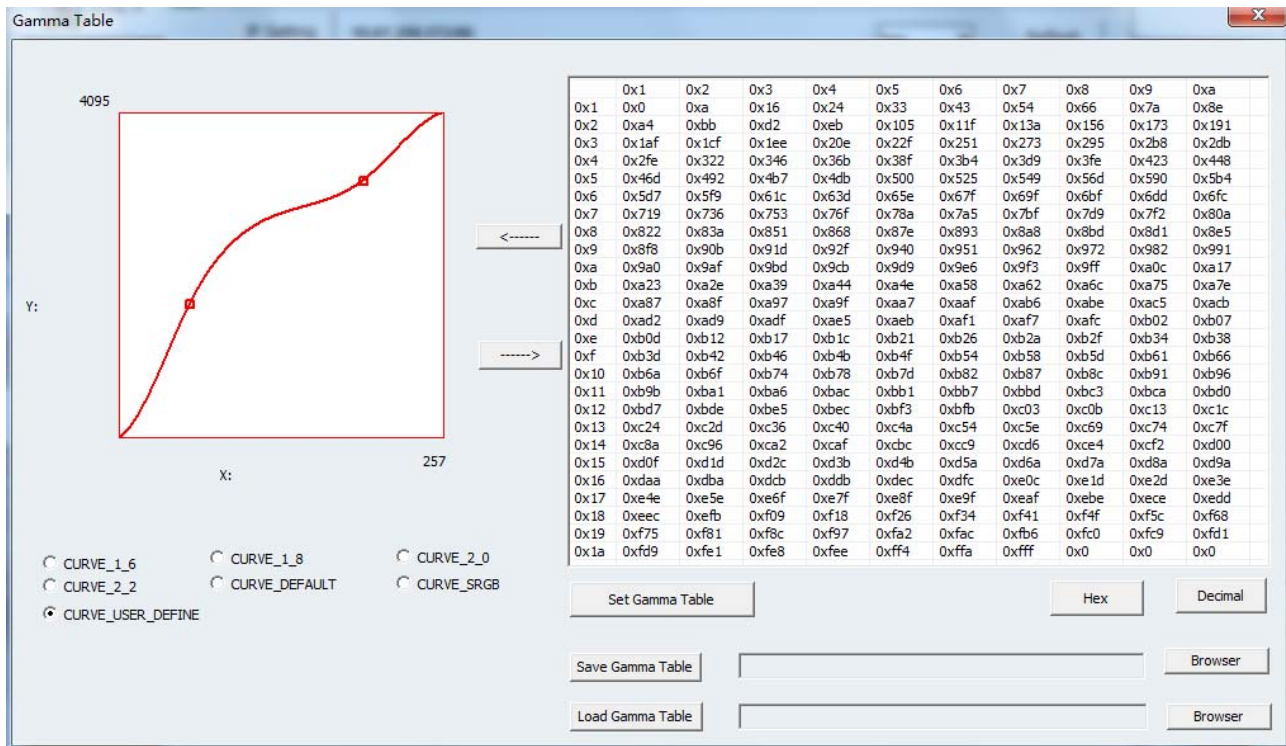 Gamma Table
4095
Y:
X:
257
<------
------>
0x1 0x2 0x3 0x4 0x5 0x6 0x7 0x8 0x9 0xa
0x1 0x0 0xa 0x16 0x24 0x33 0x43 0x54 0x66 0x7a 0x8e
0x2 0xa4 0xbb 0xd2 0xeb 0x105 0x11f 0x13a 0x156 0x173 0x191
0x3 0x1af 0x1cf 0x1ee 0x20e 0x22f 0x251 0x273 0x295 0x2b8 0x2db
0x4 0x2fe 0x322 0x346 0x36b 0x38f 0x3b4 0x3d9 0x3fe 0x423 0x448
0x5 0x46d 0x492 0x4b7 0x4db 0x500 0x525 0x549 0x56d 0x590 0x5b4
0x6 0x5d7 0x5f9 0x61c 0x63d 0x65e 0x67f 0x69f 0x6bf 0x6dd 0x6fc
0x7 0x719 0x736 0x753 0x76f 0x78a 0x7a5 0x7bf 0x7d9 0x7f2 0x80a
0x8 0x822 0x83a 0x851 0x868 0x87e 0x893 0x8a8 0x8bd 0x8d1 0x8e5
0x9 0x8f8 0x90b 0x91d 0x92f 0x940 0x951 0x962 0x972 0x982 0x991
0xa 0x9a0 0x9af 0x9bd 0x9cb 0x9d9 0x9e6 0x9f3 0x9ff 0xa0c 0xa17
0xb 0xa23 0xa2e 0xa39 0xa44 0xa4e 0xa58 0xa62 0xa6c 0xa75 0xa7e
0xc 0xa87 0xa8f 0xa97 0xa9f 0xaa7 0xaaf 0xab6 0xabe 0xac5 0xacb
0xd 0xad2 0xad9 0xadf 0xae5 0xaeb 0xaf1 0xaf7 0xafc 0xb02 0xb07
0xe 0xb0d 0xb12 0xb17 0xb1c 0xb21 0xb26 0xb2a 0xb2f 0xb34 0xb38
0xf 0xb3d 0xb42 0xb46 0xb4b 0xb4f 0xb54 0xb58 0xb5d 0xb61 0xb66
0x10 0xb6a 0xb6f 0xb74 0xb78 0xb7d 0xb82 0xb87 0xb8c 0xb91 0xb96
0x11 0xb9b 0xba1 0xba6 0xbac 0xbb1 0xbb7 0xbbd 0xbc3 0xbca 0xbd0
0x12 0xbd7 0xbde 0xbe5 0xbec 0xbf3 0xbfb 0xc03 0xc0b 0xc13 0xc1c
0x13 0xc24 0xc2d 0xc36 0xc40 0xc4a 0xc54 0xc5e 0xc69 0xc74 0xc7f
0x14 0xc8a 0xc96 0xca2 0xcaf 0xcbc 0xcc9 0xcd6 0xce4 0xcf2 0xd00
0x15 0xd0f 0xd1d 0xd2c 0xd3b 0xd4b 0xd5a 0xd6a 0xd7a 0xd8a 0xd9a
0x16 0xdaa 0xdba 0xdcb 0xddb 0xdec 0xdfc 0xe0c 0xe1d 0xe2d 0xe3e
0x17 0xe4e 0xe5e 0xe6f 0xe7f 0xe8f 0xe9f 0xeaf 0xebe 0xece 0xedd
0x18 0xeec 0xefb 0xf09 0xf18 0xf26 0xf34 0xf41 0xf4f 0xf5c 0xf68
0x19 0xf75 0xf81 0xf8c 0xf97 0xfa2 0xfac 0xfb6 0xfc0 0xfc9 0xfd1
0x1a 0xfd9 0xfe1 0xfe8 0xfee 0xff4 0xffa 0xfff 0x0 0x0 0x0
CURVE_1_6 CURVE_1_8 CURVE_2_0
CURVE_2_2 CURVE_DEFAULT CURVE_SRGB
CURVE_USER_DEFINE
Set Gamma Table Hex Decimal
Save Gamma Table Browser
Load Gamma Table Browser